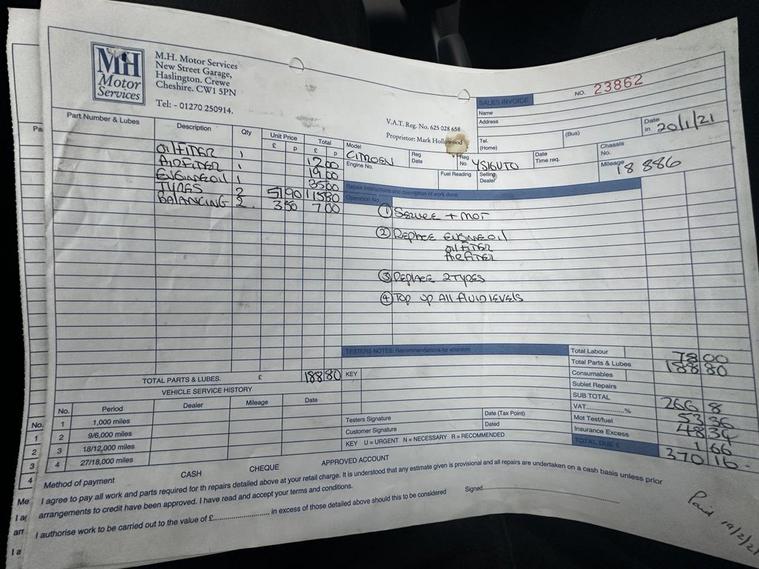 MH
Motor
Services
M.H. Motor Services
New Street Garage,
Haslington. Crewe
Cheshire. CW1 5PN
Tel: - 01270 250914.
V.A.T. Reg. No. 625 028 658
Proprietor: Mark
SALES INVOICE NO. 23862
Name
Address
Tel.
(Home) (Bus)
Date in 20/1/21
Model CITROEN
Reg Date
Reg No. YS16UTO
Date Time req.
Chassis No.
Engine No.
Fuel Reading
Selling Dealer
Mileage 18 886
Part Number & Lubes Description Qty Unit Price £ p Total £ p
OIL FILTER 1 17.00
AIR FILTER 1 19.00
ENGINE OIL 1 35.00
TYRES 2 51 90 115 80
BALANCING 2 3.50 7.00
Repair instructions and description of work done
Operation No.
1 SERVICE + MOT
2 REPLACE ENGINE OIL
OIL FILTER
AIR FILTER
3 REPLACE 2 TYRES
4 TOP UP ALL FLUID LEVELS
TESTERS NOTES: Recommendations for attention
KEY
TOTAL PARTS & LUBES. £ 188 80
VEHICLE SERVICE HISTORY
No. Period Dealer Mileage Date
1 1,000 miles
2 9/6,000 miles
3 18/12,000 miles
4 27/18,000 miles
Testers Signature Date (Tax Point)
Customer Signature Dated
KEY U = URGENT N = NECESSARY R = RECOMMENDED
Total Labour 78 00
Total Parts & Lubes 188 80
Consumables
Sublet Repairs
SUB TOTAL 266 8
VAT..........% 53 36
Mot Test/fuel 48 34
Insurance Excess 1 66
TOTAL DUE £ 370 16
Method of payment CASH CHEQUE APPROVED ACCOUNT
I agree to pay all work and parts required for th repairs detailed above at your retail charge. It is understood that any estimate given is provisional and all repairs are undertaken on a cash basis unless prior
arrangements to credit have been approved. I have read and accept your terms and conditions.
I authorise work to be carried out to the value of £.............................. in excess of those detailed above should this to be considered Signed
Paid 19/2/21